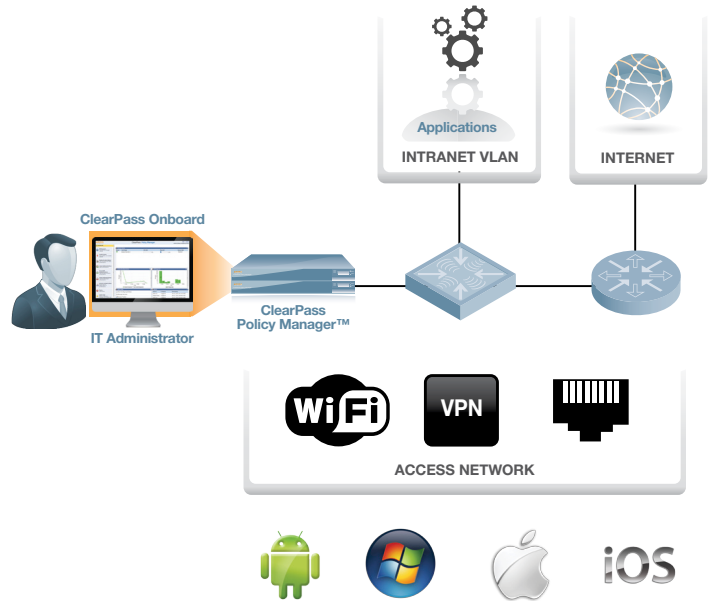 Applications
INTRANET VLAN
INTERNET
ClearPass Onboard
IT Administrator
ClearPass
Policy Manager™
WiFi
VPN
ACCESS NETWORK
iOS